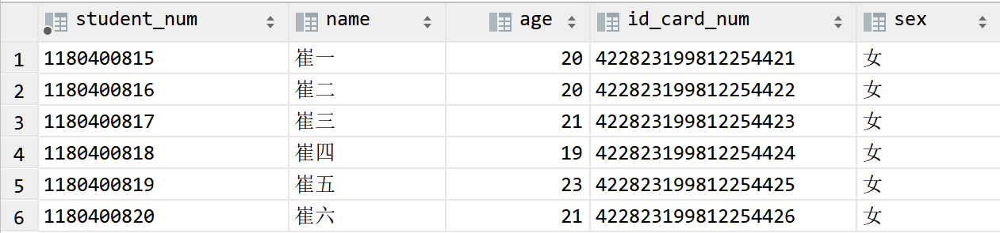 student_num name age id_card_num sex
1 1180400815 崔一 20 422823199812254421 女
2 1180400816 崔二 20 422823199812254422 女
3 1180400817 崔三 21 422823199812254423 女
4 1180400818 崔四 19 422823199812254424 女
5 1180400819 崔五 23 422823199812254425 女
6 1180400820 崔六 21 422823199812254426 女